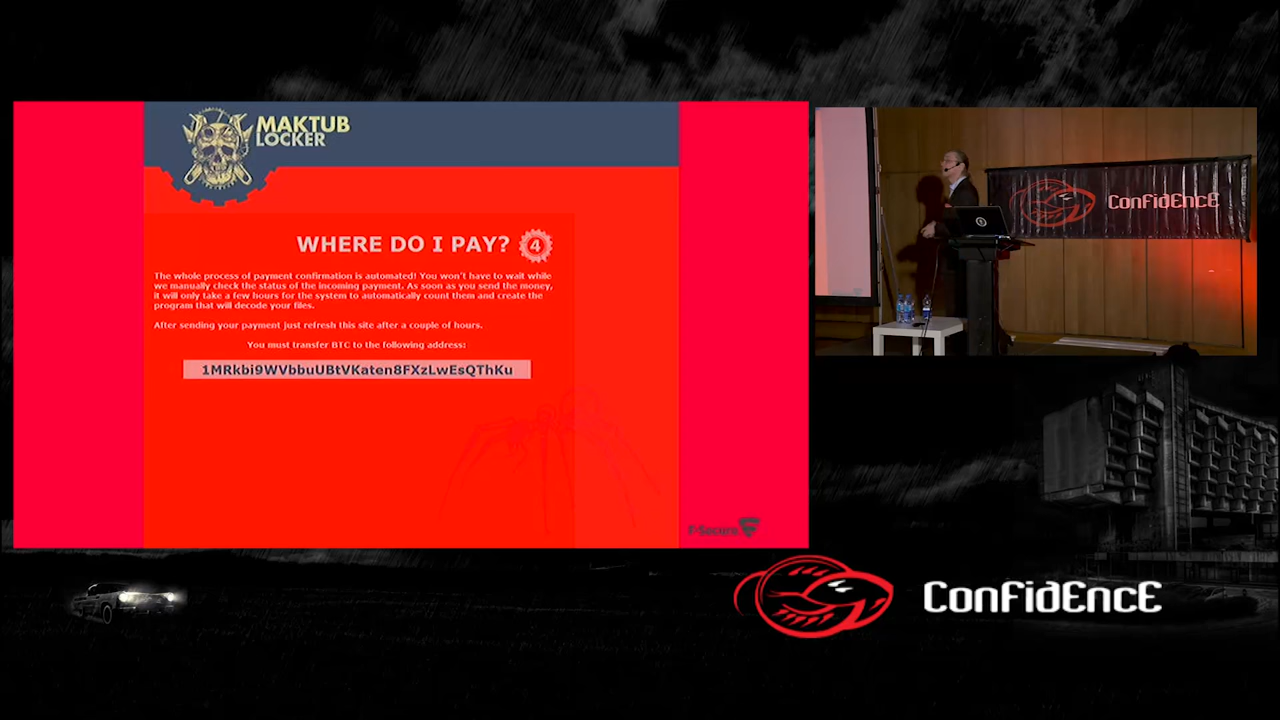 MAKTUB
LOCKER
WHERE DO I PAY? 4
The whole process of payment confirmation is automated! You won't have to wait while
we manually check the status of the incoming payment. As soon as you send the money,
it will only take a few hours for the system to automatically count them and create the
program that will decode your files.
After sending your payment just refresh this site after a couple of hours.
You must transfer BTC to the following address:
1MRkbi9WVbbuUBtVKaten8FXzLwEsQThKu
F-Secure
ConFidEncE
ConFidEncE